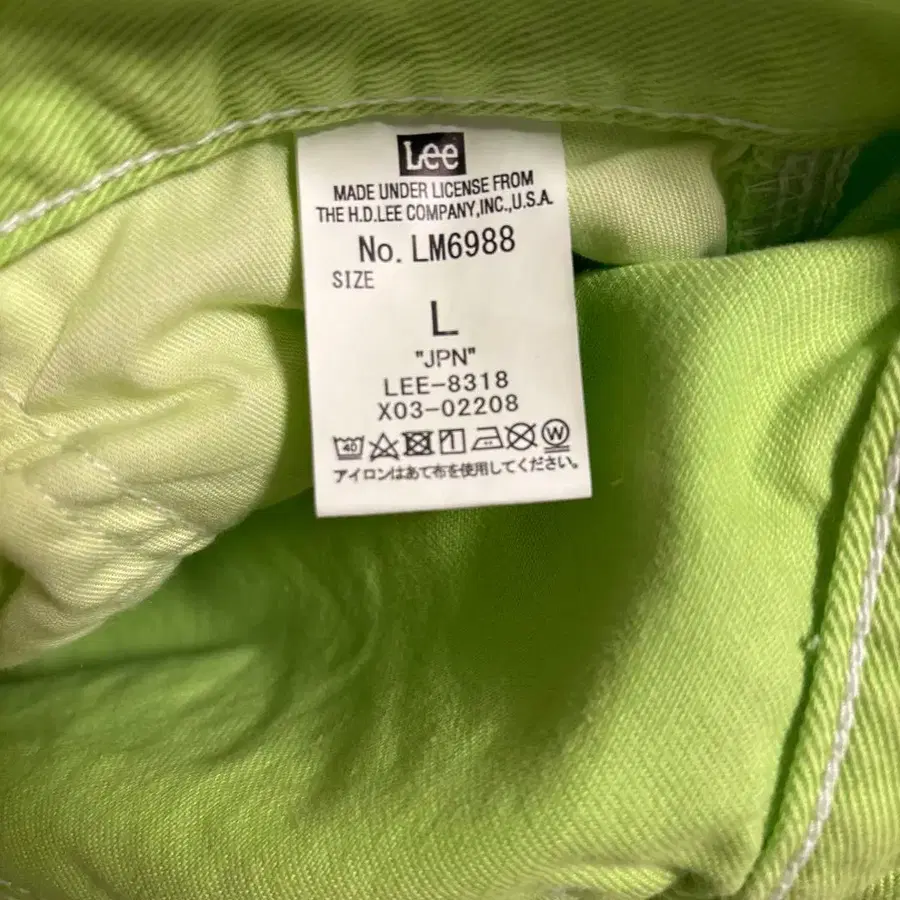 Lee
MADE UNDER LICENSE FROM
THE H.D.LEE COMPANY,INC.,U.S.A.
No. LM6988
SIZE
L
"JPN"
LEE-8318
X03-02208
40 W
アイロンはあて布を使用してください。